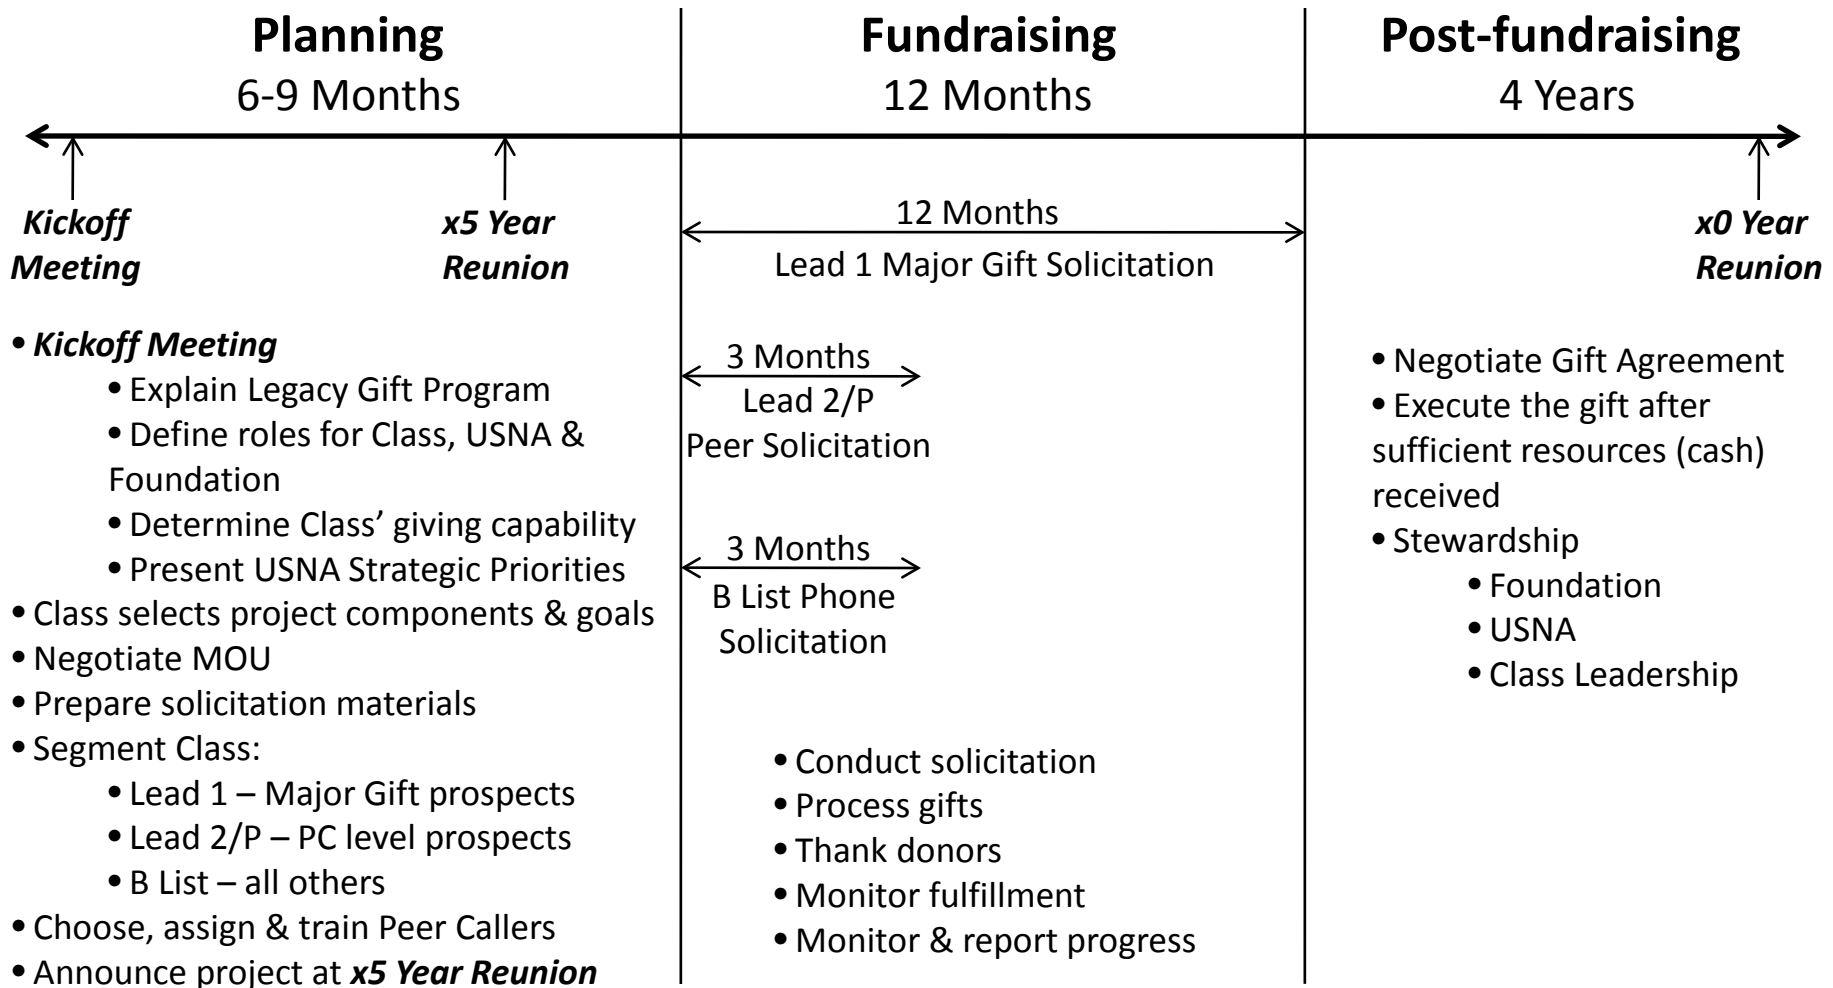 Planning
6-9 Months
Kickoff
Meeting
x5 Year
Reunion
• Kickoff Meeting
• Explain Legacy Gift Program
• Define roles for Class, USNA &
Foundation
• Determine Class’ giving capability
• Present USNA Strategic Priorities
• Class selects project components & goals
• Negotiate MOU
• Prepare solicitation materials
• Segment Class:
• Lead 1 – Major Gift prospects
• Lead 2/P – PC level prospects
• B List – all others
• Choose, assign & train Peer Callers
• Announce project at x5 Year Reunion
Fundraising
12 Months
12 Months
Lead 1 Major Gift Solicitation
3 Months
Lead 2/P
Peer Solicitation
3 Months
B List Phone
Solicitation
• Conduct solicitation
• Process gifts
• Thank donors
• Monitor fulfillment
• Monitor & report progress
Post-fundraising
4 Years
x0 Year
Reunion
• Negotiate Gift Agreement
• Execute the gift after
sufficient resources (cash)
received
• Stewardship
• Foundation
• USNA
• Class Leadership